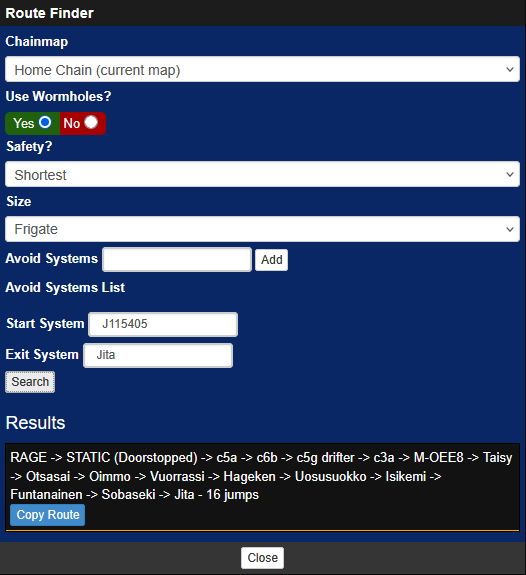 Route Finder
Chainmap
Home Chain (current map)
Use Wormholes?
Yes No
Safety?
Shortest
Size
Frigate
Avoid Systems Add
Avoid Systems List
Start System J115405
Exit System Jita
Search
Results
RAGE -> STATIC (Doorstopped) -> c5a -> c6b -> c5g drifter -> c3a -> M-OEE8 -> Taisy
-> Otsasai -> Oimmo -> Vuorrassi -> Hageken -> Uosusuokko -> Isikemi ->
Funtanainen -> Sobaseki -> Jita - 16 jumps
Copy Route
Close